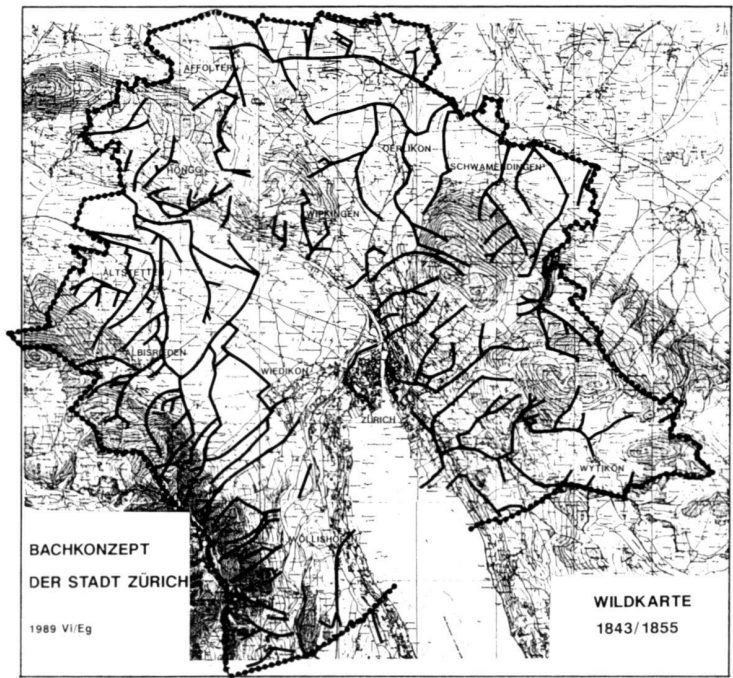 AFFOLTERN
OERLIKON
SCHWAMENDINGEN
HÖNGG
WIPKINGEN
ALTSTETTEN
ALBISRIEDEN
WIEDIKON
ZÜRICH
WYTIKON
WOLLISHOFEN
BACHKONZEPT
DER STADT ZÜRICH
1989 Vi/Eg
WILDKARTE
1843/1855